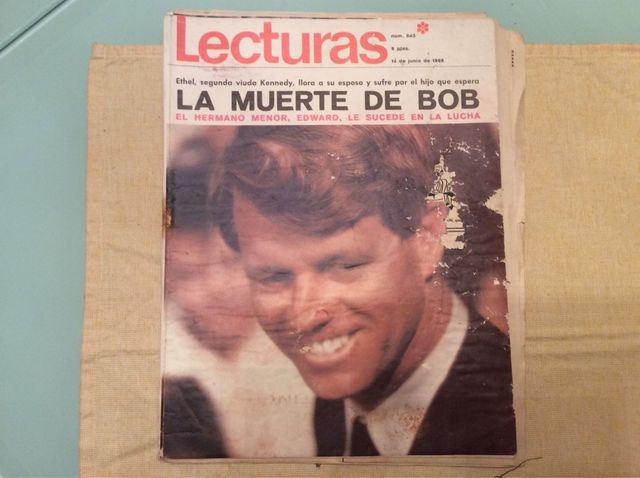 Lecturas
núm. 843
9 ptas.
14 de junio de 1968
Ethel, segunda viuda Kennedy, llora a su esposo y sufre por el hijo que espera
LA MUERTE DE BOB
EL HERMANO MENOR, EDWARD, LE SUCEDE EN LA LUCHA